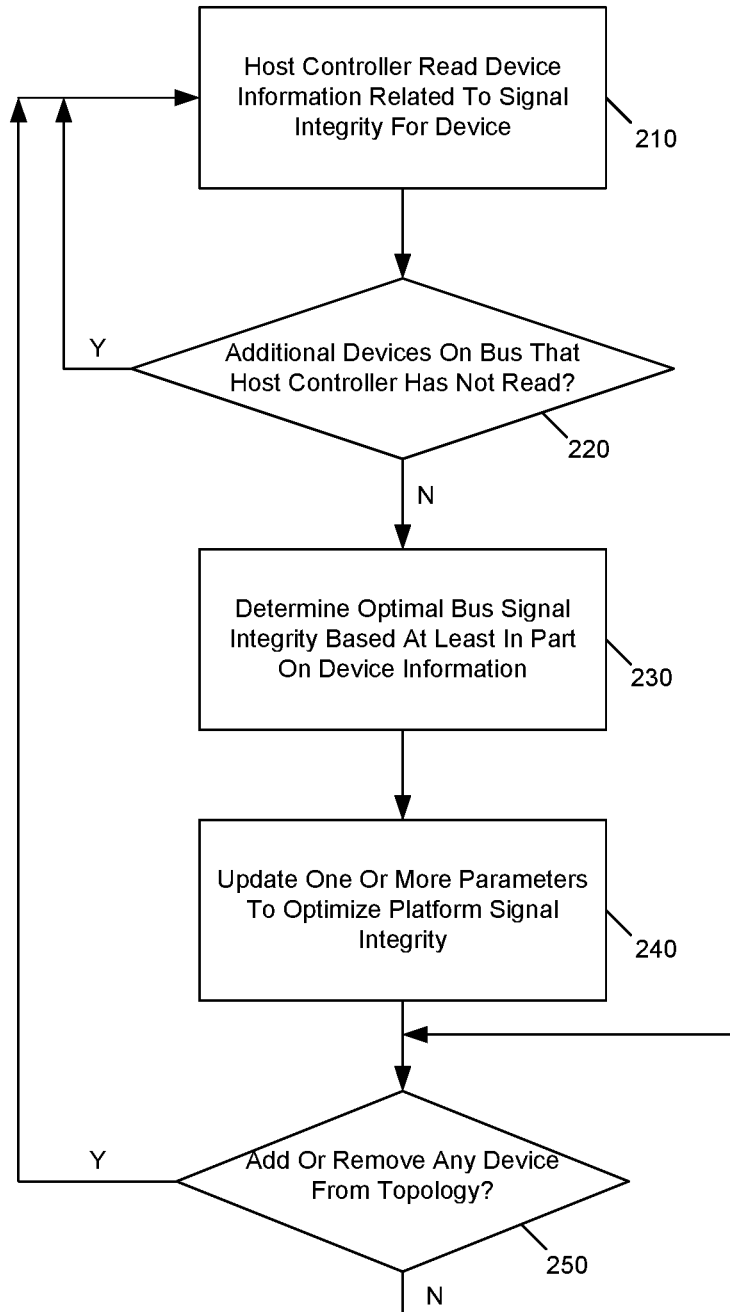 Host Controller Read Device
Information Related To Signal
Integrity For Device
210
Y
Additional Devices On Bus That
Host Controller Has Not Read?
220
N
Determine Optimal Bus Signal
Integrity Based At Least In Part
On Device Information
230
Update One Or More Parameters
To Optimize Platform Signal
Integrity
240
Y
Add Or Remove Any Device
From Topology?
250
N